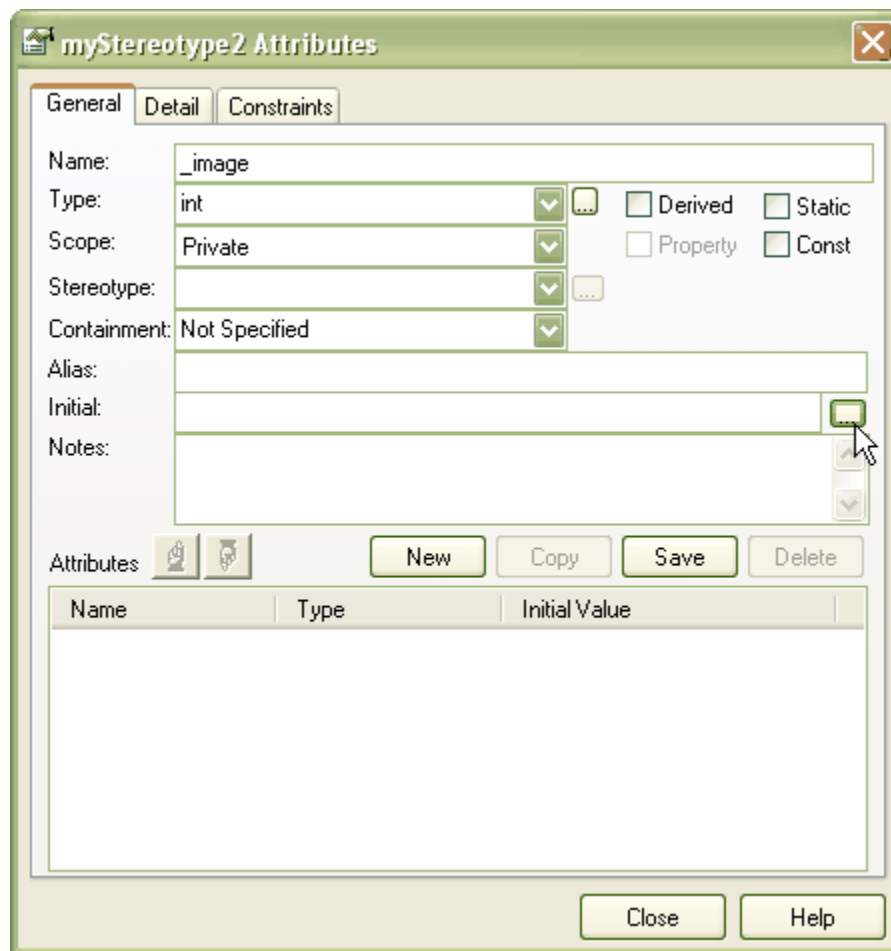 myStereotype2 Attributes
General Detail Constraints
Name: _image
Type: int ... Derived Static
Scope: Private Property Const
Stereotype: ...
Containment: Not Specified
Alias:
Initial: ...
Notes:
Attributes New Copy Save Delete
Name Type Initial Value
Close Help